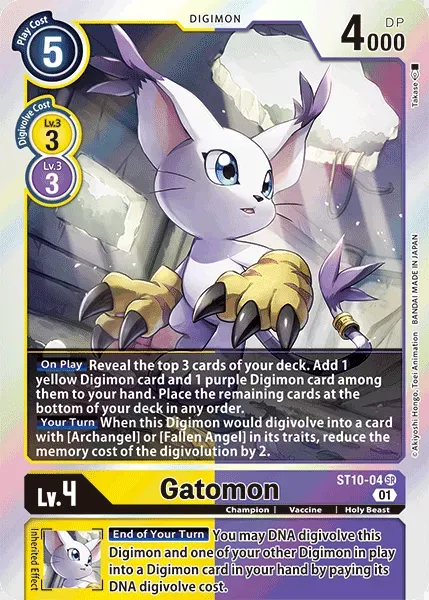 Play Cost
5
DIGIMON
4000
DP
Digivolve Cost
Lv.3
3
Lv.3
3
Takase
©Akiyoshi Hongo, Toei Animation BANDAI MADE IN JAPAN
On Play Reveal the top 3 cards of your deck. Add 1
yellow Digimon card and 1 purple Digimon card among
them to your hand. Place the remaining cards at the
bottom of your deck in any order.
Your Turn When this Digimon would digivolve into a card
with [Archangel] or [Fallen Angel] in its traits, reduce the
memory cost of the digivolution by 2.
Lv.4
Gatomon
ST10-04 SR
01
Champion | Vaccine | Holy Beast
Inherited Effect
End of Your Turn You may DNA digivolve this
Digimon and one of your other Digimon in play
into a Digimon card in your hand by paying its
DNA digivolve cost.